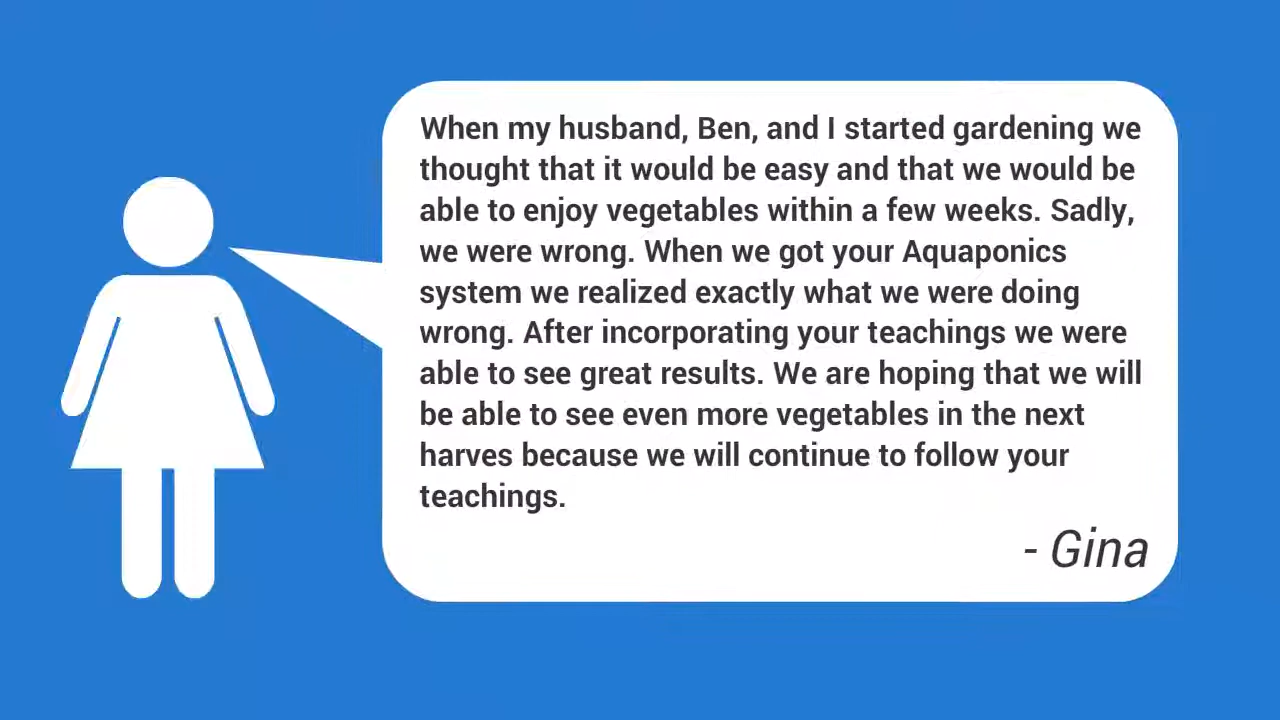 When my husband, Ben, and I started gardening we
thought that it would be easy and that we would be
able to enjoy vegetables within a few weeks. Sadly,
we were wrong. When we got your Aquaponics
system we realized exactly what we were doing
wrong. After incorporating your teachings we were
able to see great results. We are hoping that we will
be able to see even more vegetables in the next
harves because we will continue to follow your
teachings.
- Gina